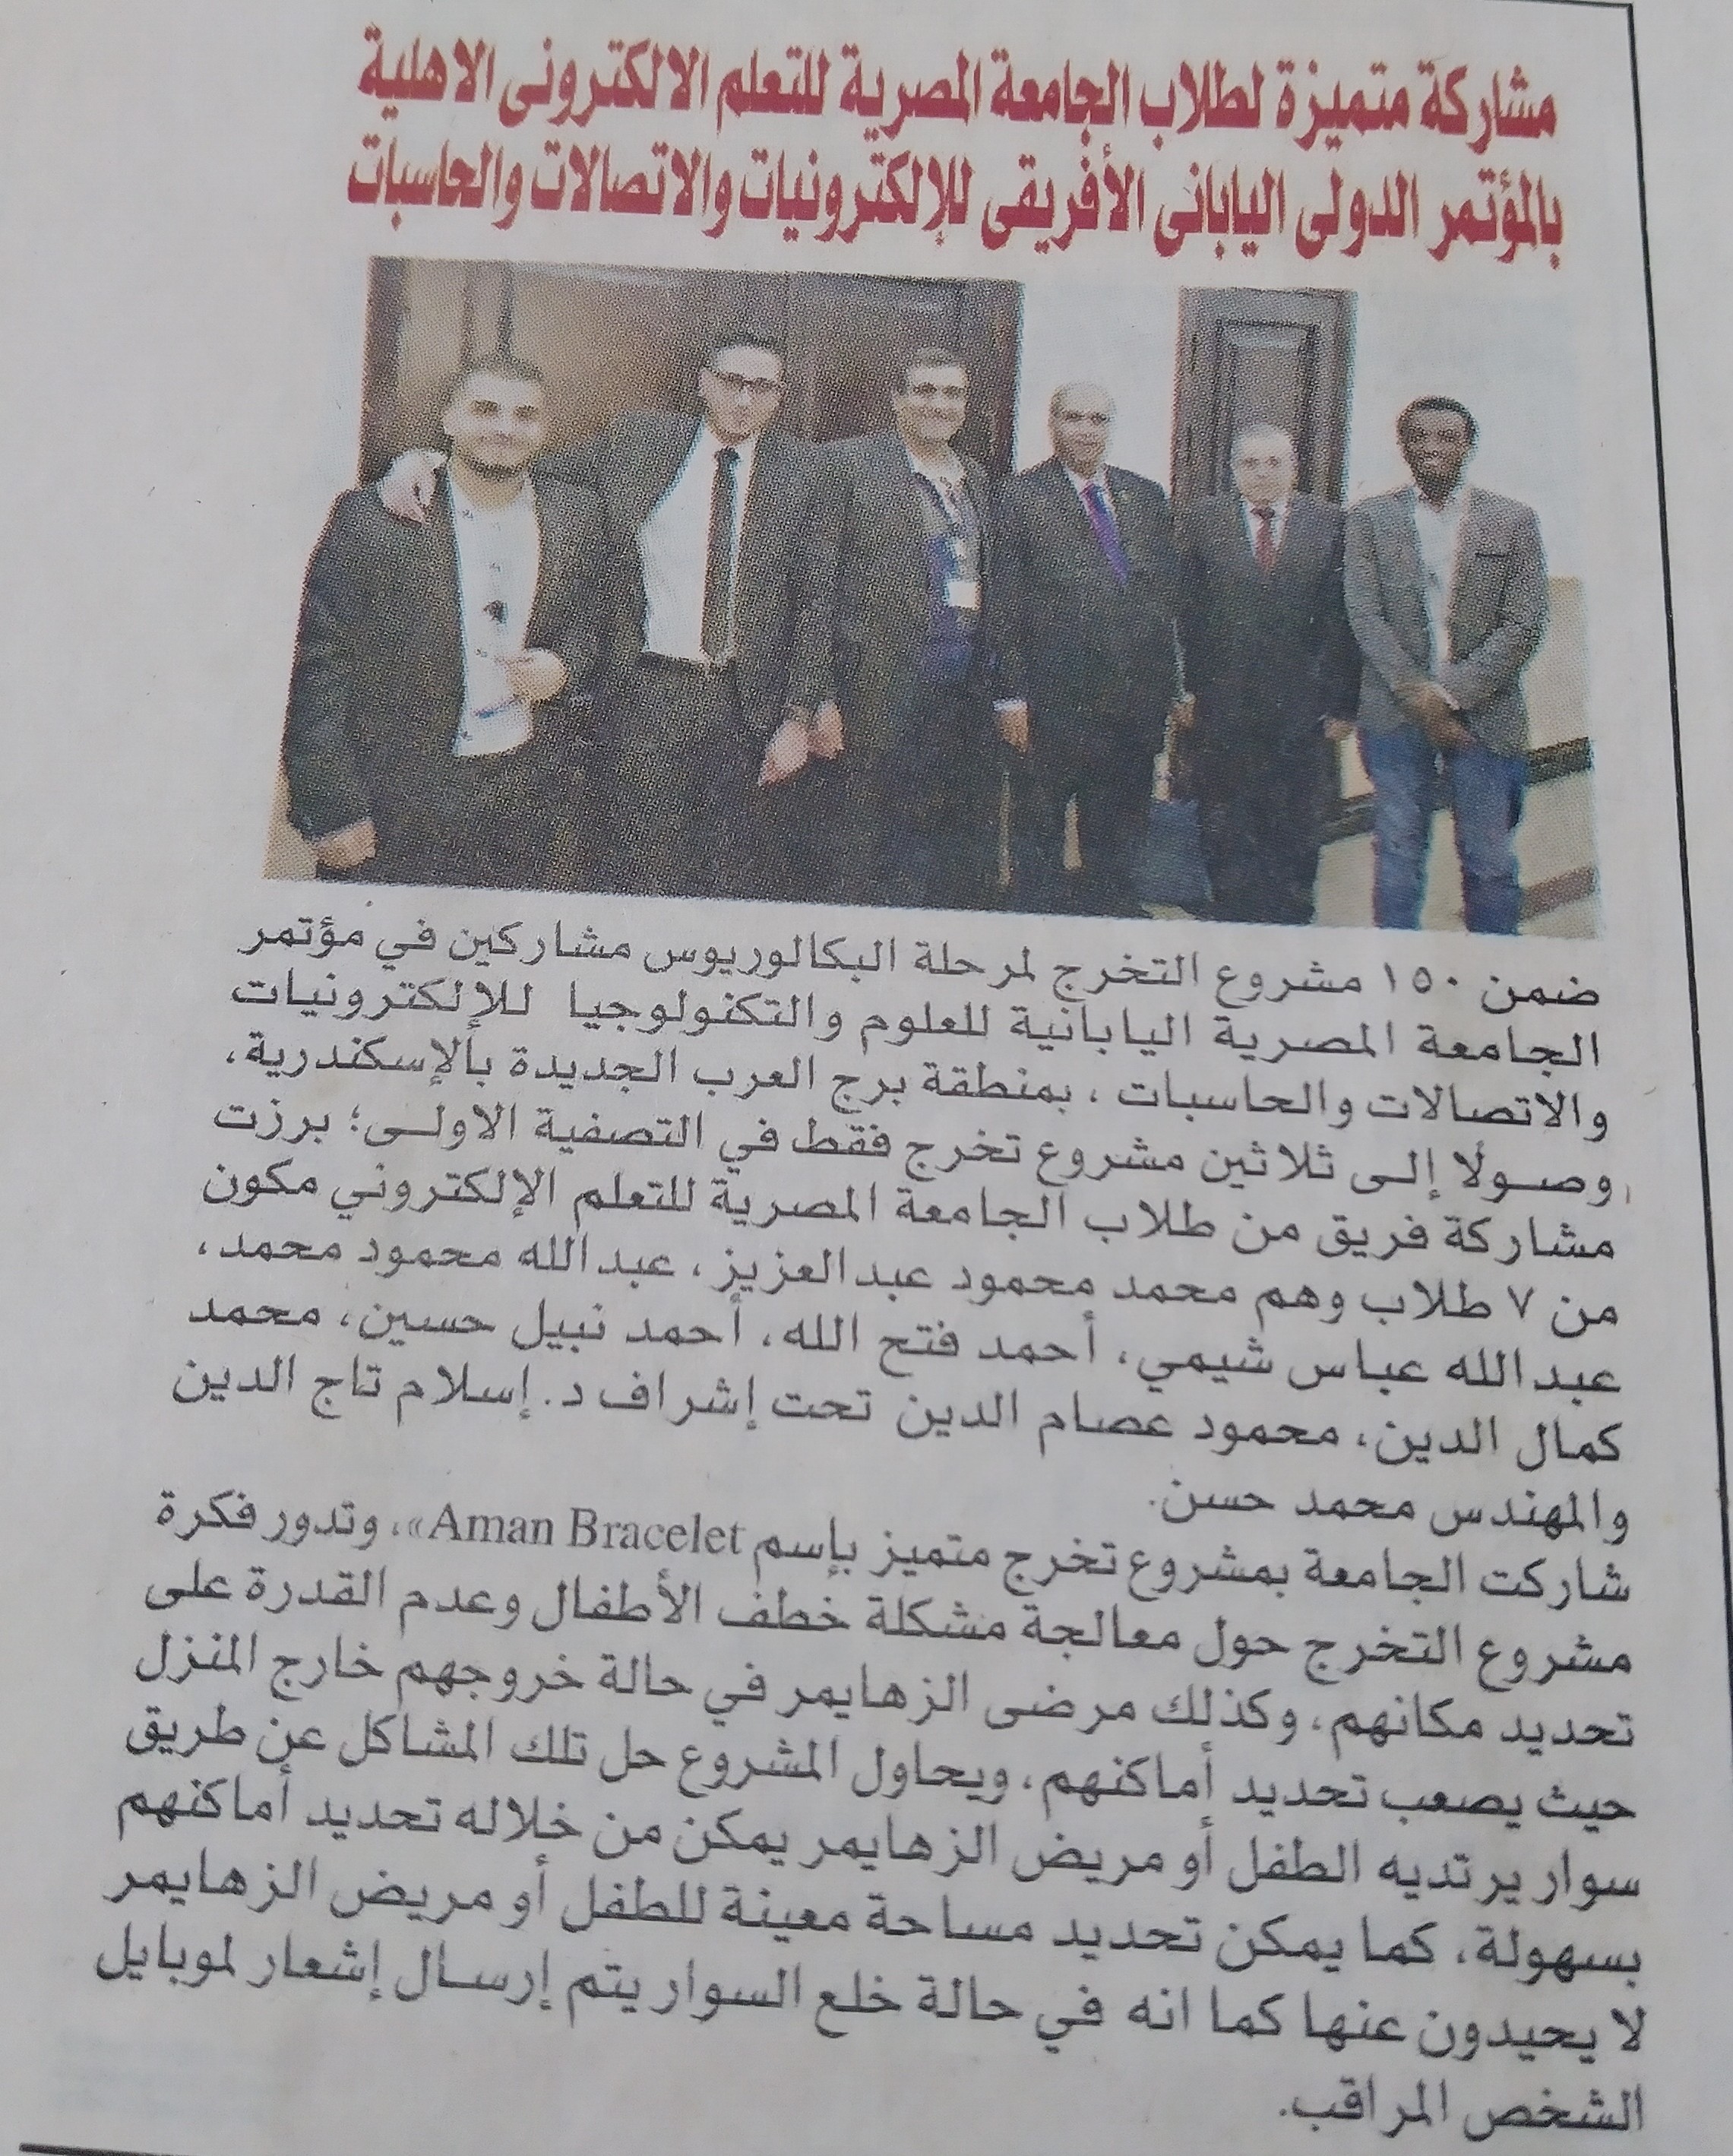 مشاركة متميزة لطلاب الجامعة المصرية للتعلم الالكترونى الاهلية
بالمؤتمر الدولى اليابانى الأفريقى للإلكترونيات والاتصالات والحاسبات
ضمن ١٥٠ مشروع التخرج لمرحلة البكالوريوس مشاركين في مؤتمر
الجامعة المصرية اليابانية للعلوم والتكنولوجيا للإلكترونيات
والاتصالات والحاسبات ، بمنطقة برج العرب الجديدة بالإسكندرية،
وصولًا إلى ثلاثين مشروع تخرج فقط في التصفية الاولى؛ برزت
مشاركة فريق من طلاب الجامعة المصرية للتعلم الإلكتروني مكون
من ٧ طلاب وهم محمد محمود عبدالعزيز، عبدالله محمود محمد،
عبدالله عباس شيمي، أحمد فتح الله، أحمد نبيل حسين، محمد
كمال الدين، محمود عصام الدين تحت إشراف د. إسلام تاج الدين
والمهندس محمد حسن.
شاركت الجامعة بمشروع تخرج متميز بإسم Aman Bracelet»، وتدور فكرة
مشروع التخرج حول معالجة مشكلة خطف الأطفال وعدم القدرة على
تحديد مكانهم، وكذلك مرضى الزهايمر في حالة خروجهم خارج المنزل
حيث يصعب تحديد أماكنهم، ويحاول المشروع حل تلك المشاكل عن طريق
سوار يرتديه الطفل أو مريض الزهايمر يمكن من خلاله تحديد أماكنهم
بسهولة، كما يمكن تحديد مساحة معينة للطفل أو مريض الزهايمر
لا يحيدون عنها كما انه في حالة خلع السوار يتم إرسال إشعار لموبايل
الشخص المراقب.